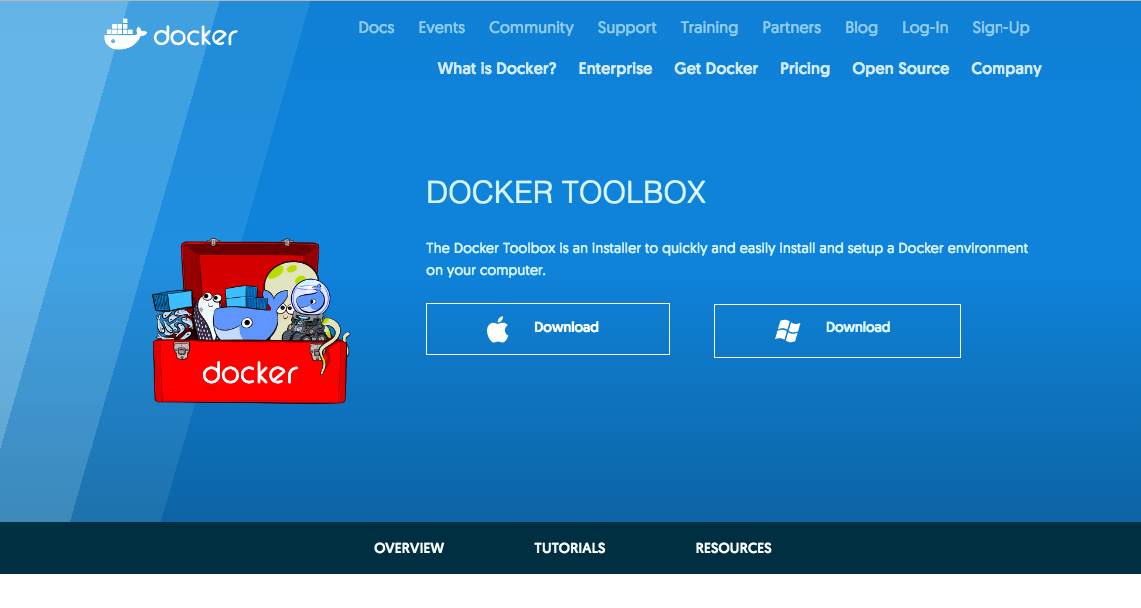 docker
Docs Events Community Support Training Partners Blog Log-In Sign-Up
What is Docker? Enterprise Get Docker Pricing Open Source Company
DOCKER TOOLBOX
The Docker Toolbox is an installer to quickly and easily install and setup a Docker environment
on your computer.
Download Download
docker
OVERVIEW TUTORIALS RESOURCES